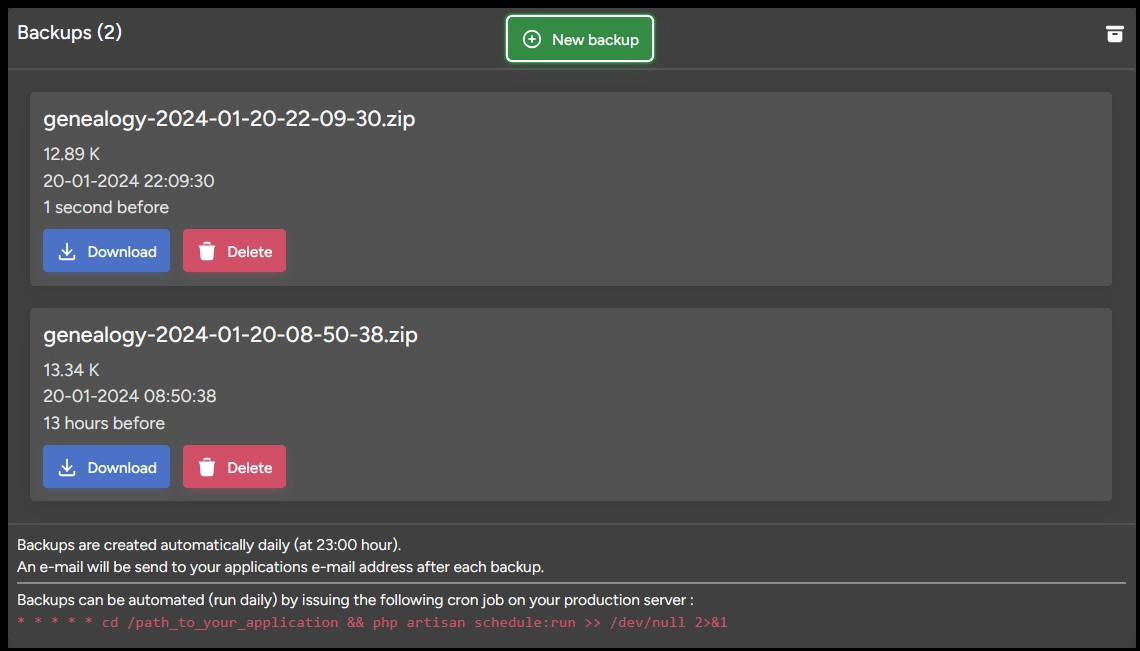 Backups (2)
New backup
genealogy-2024-01-20-22-09-30.zip
12.89 K
20-01-2024 22:09:30
1 second before
Download
Delete
genealogy-2024-01-20-08-50-38.zip
13.34 K
20-01-2024 08:50:38
13 hours before
Download
Delete
Backups are created automatically daily (at 23:00 hour).
An e-mail will be send to your applications e-mail address after each backup.
Backups can be automated (run daily) by issuing the following cron job on your production server :
* * * * * cd /path_to_your_application && php artisan schedule:run >> /dev/null 2>&1